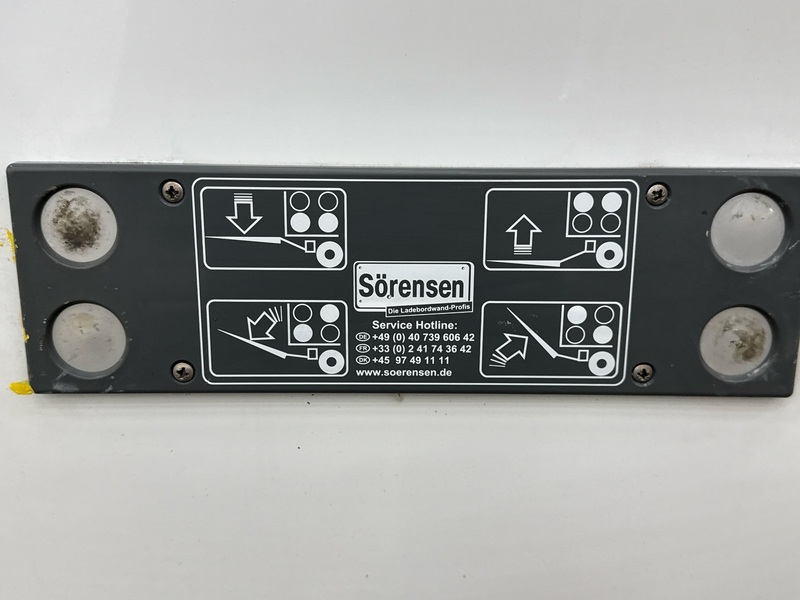 Sörensen
Die Ladebordwand-Profis
Service Hotline:
DE +49 (0) 40 739 606 42
FR +33 (0) 2 41 74 36 42
DK +45 97 49 11 11
www.soerensen.de